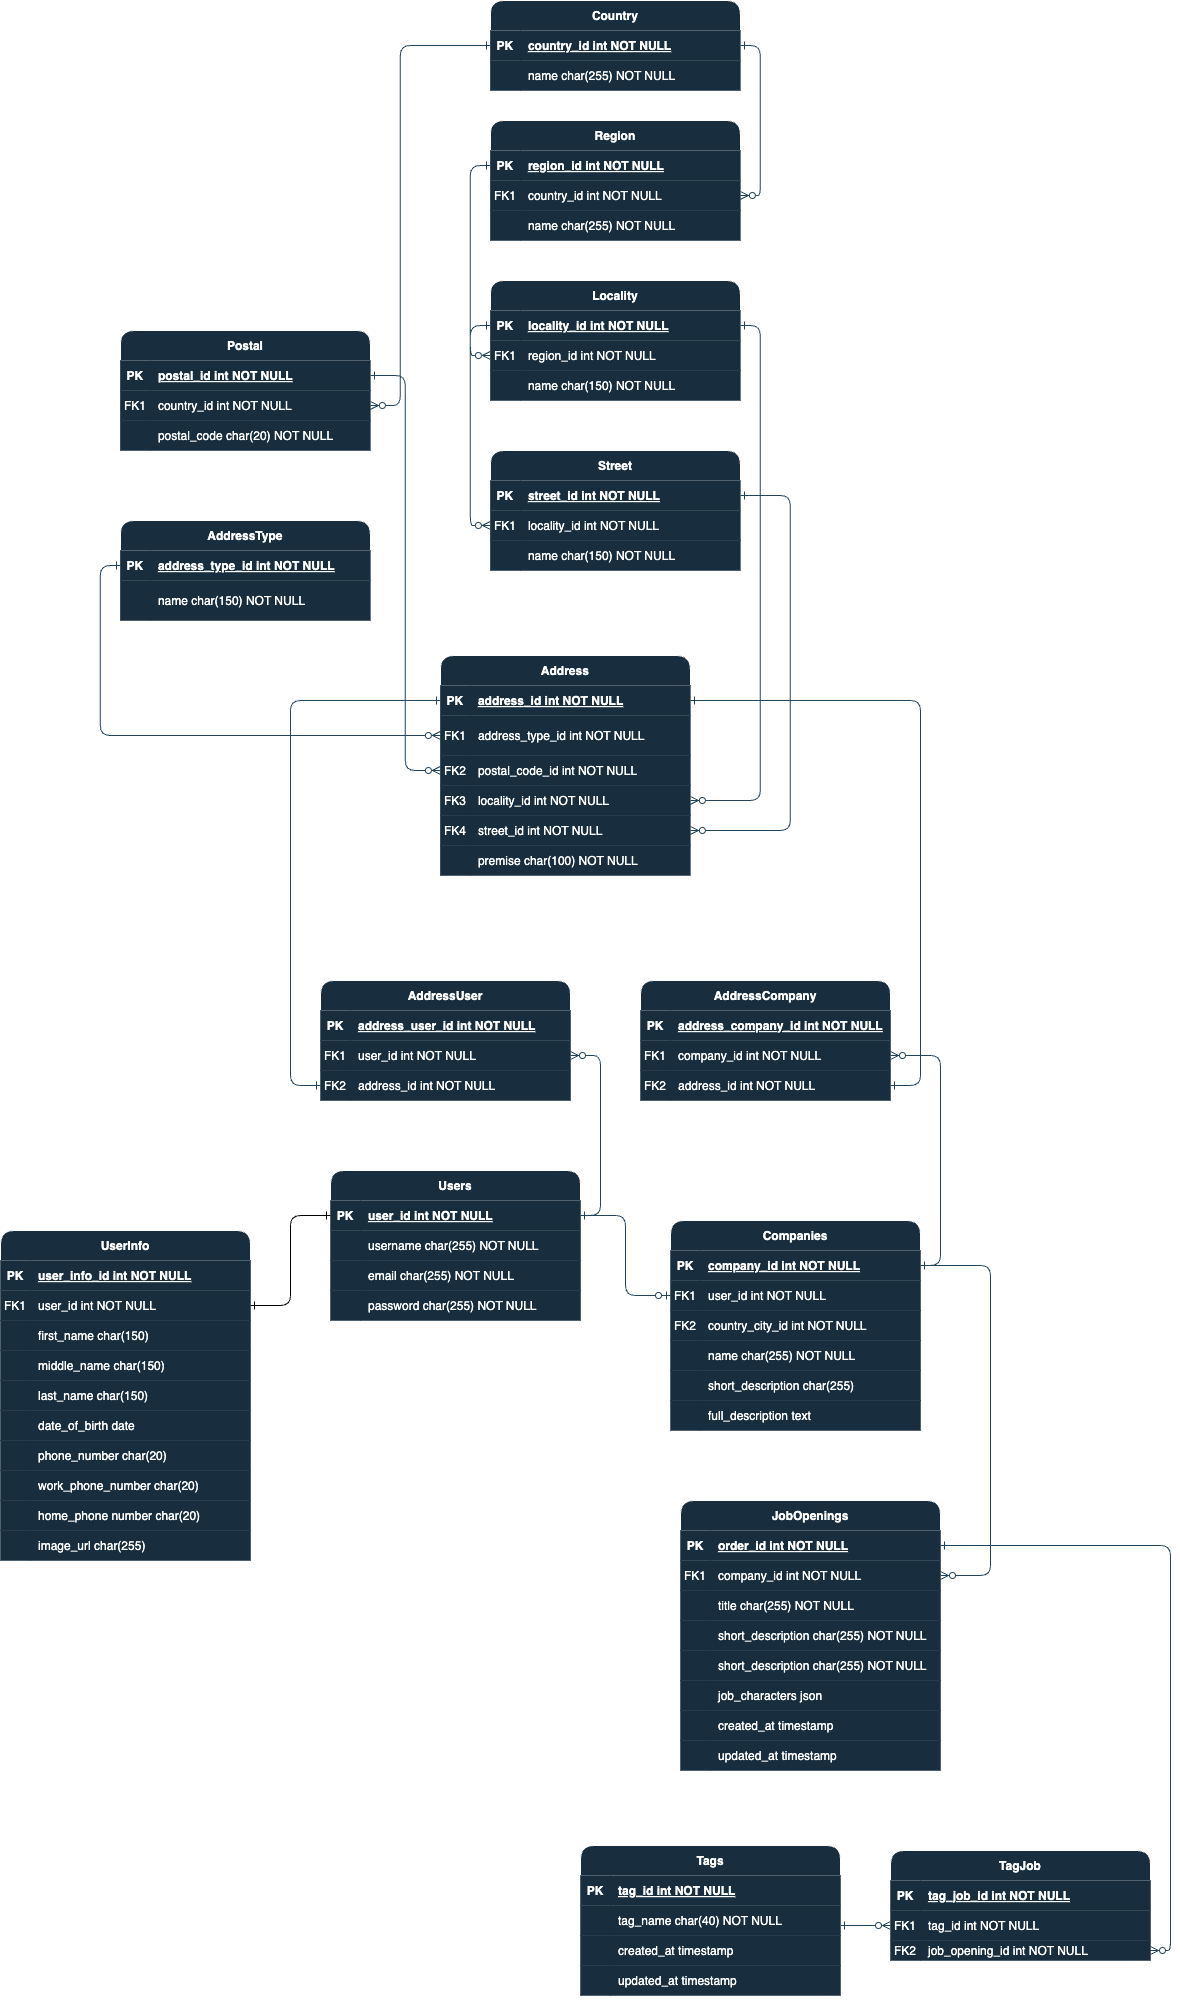 Country
PK country_id int NOT NULL
name char(255) NOT NULL
Region
PK region_id int NOT NULL
FK1 country_id int NOT NULL
name char(255) NOT NULL
Locality
PK locality_id int NOT NULL
FK1 region_id int NOT NULL
name char(150) NOT NULL
Postal
PK postal_id int NOT NULL
FK1 country_id int NOT NULL
postal_code char(20) NOT NULL
Street
PK street_id int NOT NULL
FK1 locality_id int NOT NULL
name char(150) NOT NULL
AddressType
PK address_type_id int NOT NULL
name char(150) NOT NULL
Address
PK address_id int NOT NULL
FK1 address_type_id int NOT NULL
FK2 postal_code_id int NOT NULL
FK3 locality_id int NOT NULL
FK4 street_id int NOT NULL
premise char(100) NOT NULL
AddressUser
PK address_user_id int NOT NULL
FK1 user_id int NOT NULL
FK2 address_id int NOT NULL
AddressCompany
PK address_company_id int NOT NULL
FK1 company_id int NOT NULL
FK2 address_id int NOT NULL
Users
PK user_id int NOT NULL
username char(255) NOT NULL
email char(255) NOT NULL
password char(255) NOT NULL
UserInfo
PK user_info_id int NOT NULL
FK1 user_id int NOT NULL
first_name char(150)
middle_name char(150)
last_name char(150)
date_of_birth date
phone_number char(20)
work_phone_number char(20)
home_phone number char(20)
image_url char(255)
Companies
PK company_id int NOT NULL
FK1 user_id int NOT NULL
FK2 country_city_id int NOT NULL
name char(255) NOT NULL
short_description char(255)
full_description text
JobOpenings
PK order_id int NOT NULL
FK1 company_id int NOT NULL
title char(255) NOT NULL
short_description char(255) NOT NULL
short_description char(255) NOT NULL
job_characters json
created_at timestamp
updated_at timestamp
Tags
PK tag_id int NOT NULL
tag_name char(40) NOT NULL
created_at timestamp
updated_at timestamp
TagJob
PK tag_job_id int NOT NULL
FK1 tag_id int NOT NULL
FK2 job_opening_id int NOT NULL